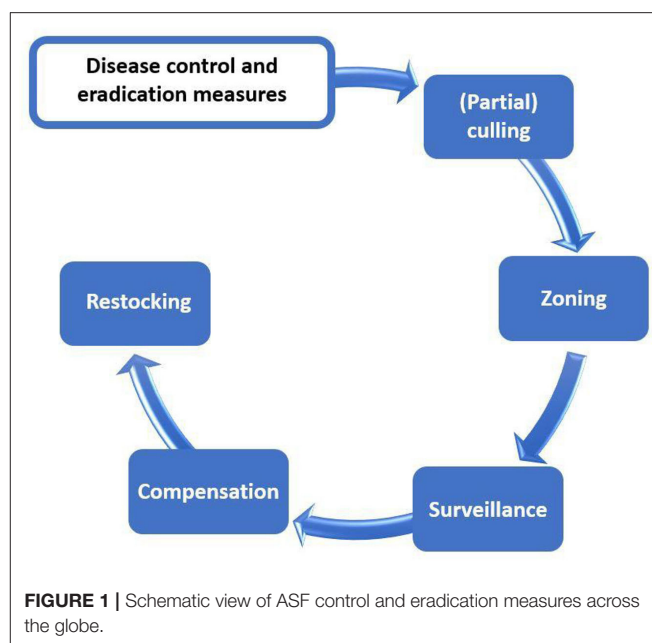 Disease control and
eradication measures
(Partial)
culling
Zoning
Surveillance
Compensation
Restocking
FIGURE 1 | Schematic view of ASF control and eradication measures across
the globe.